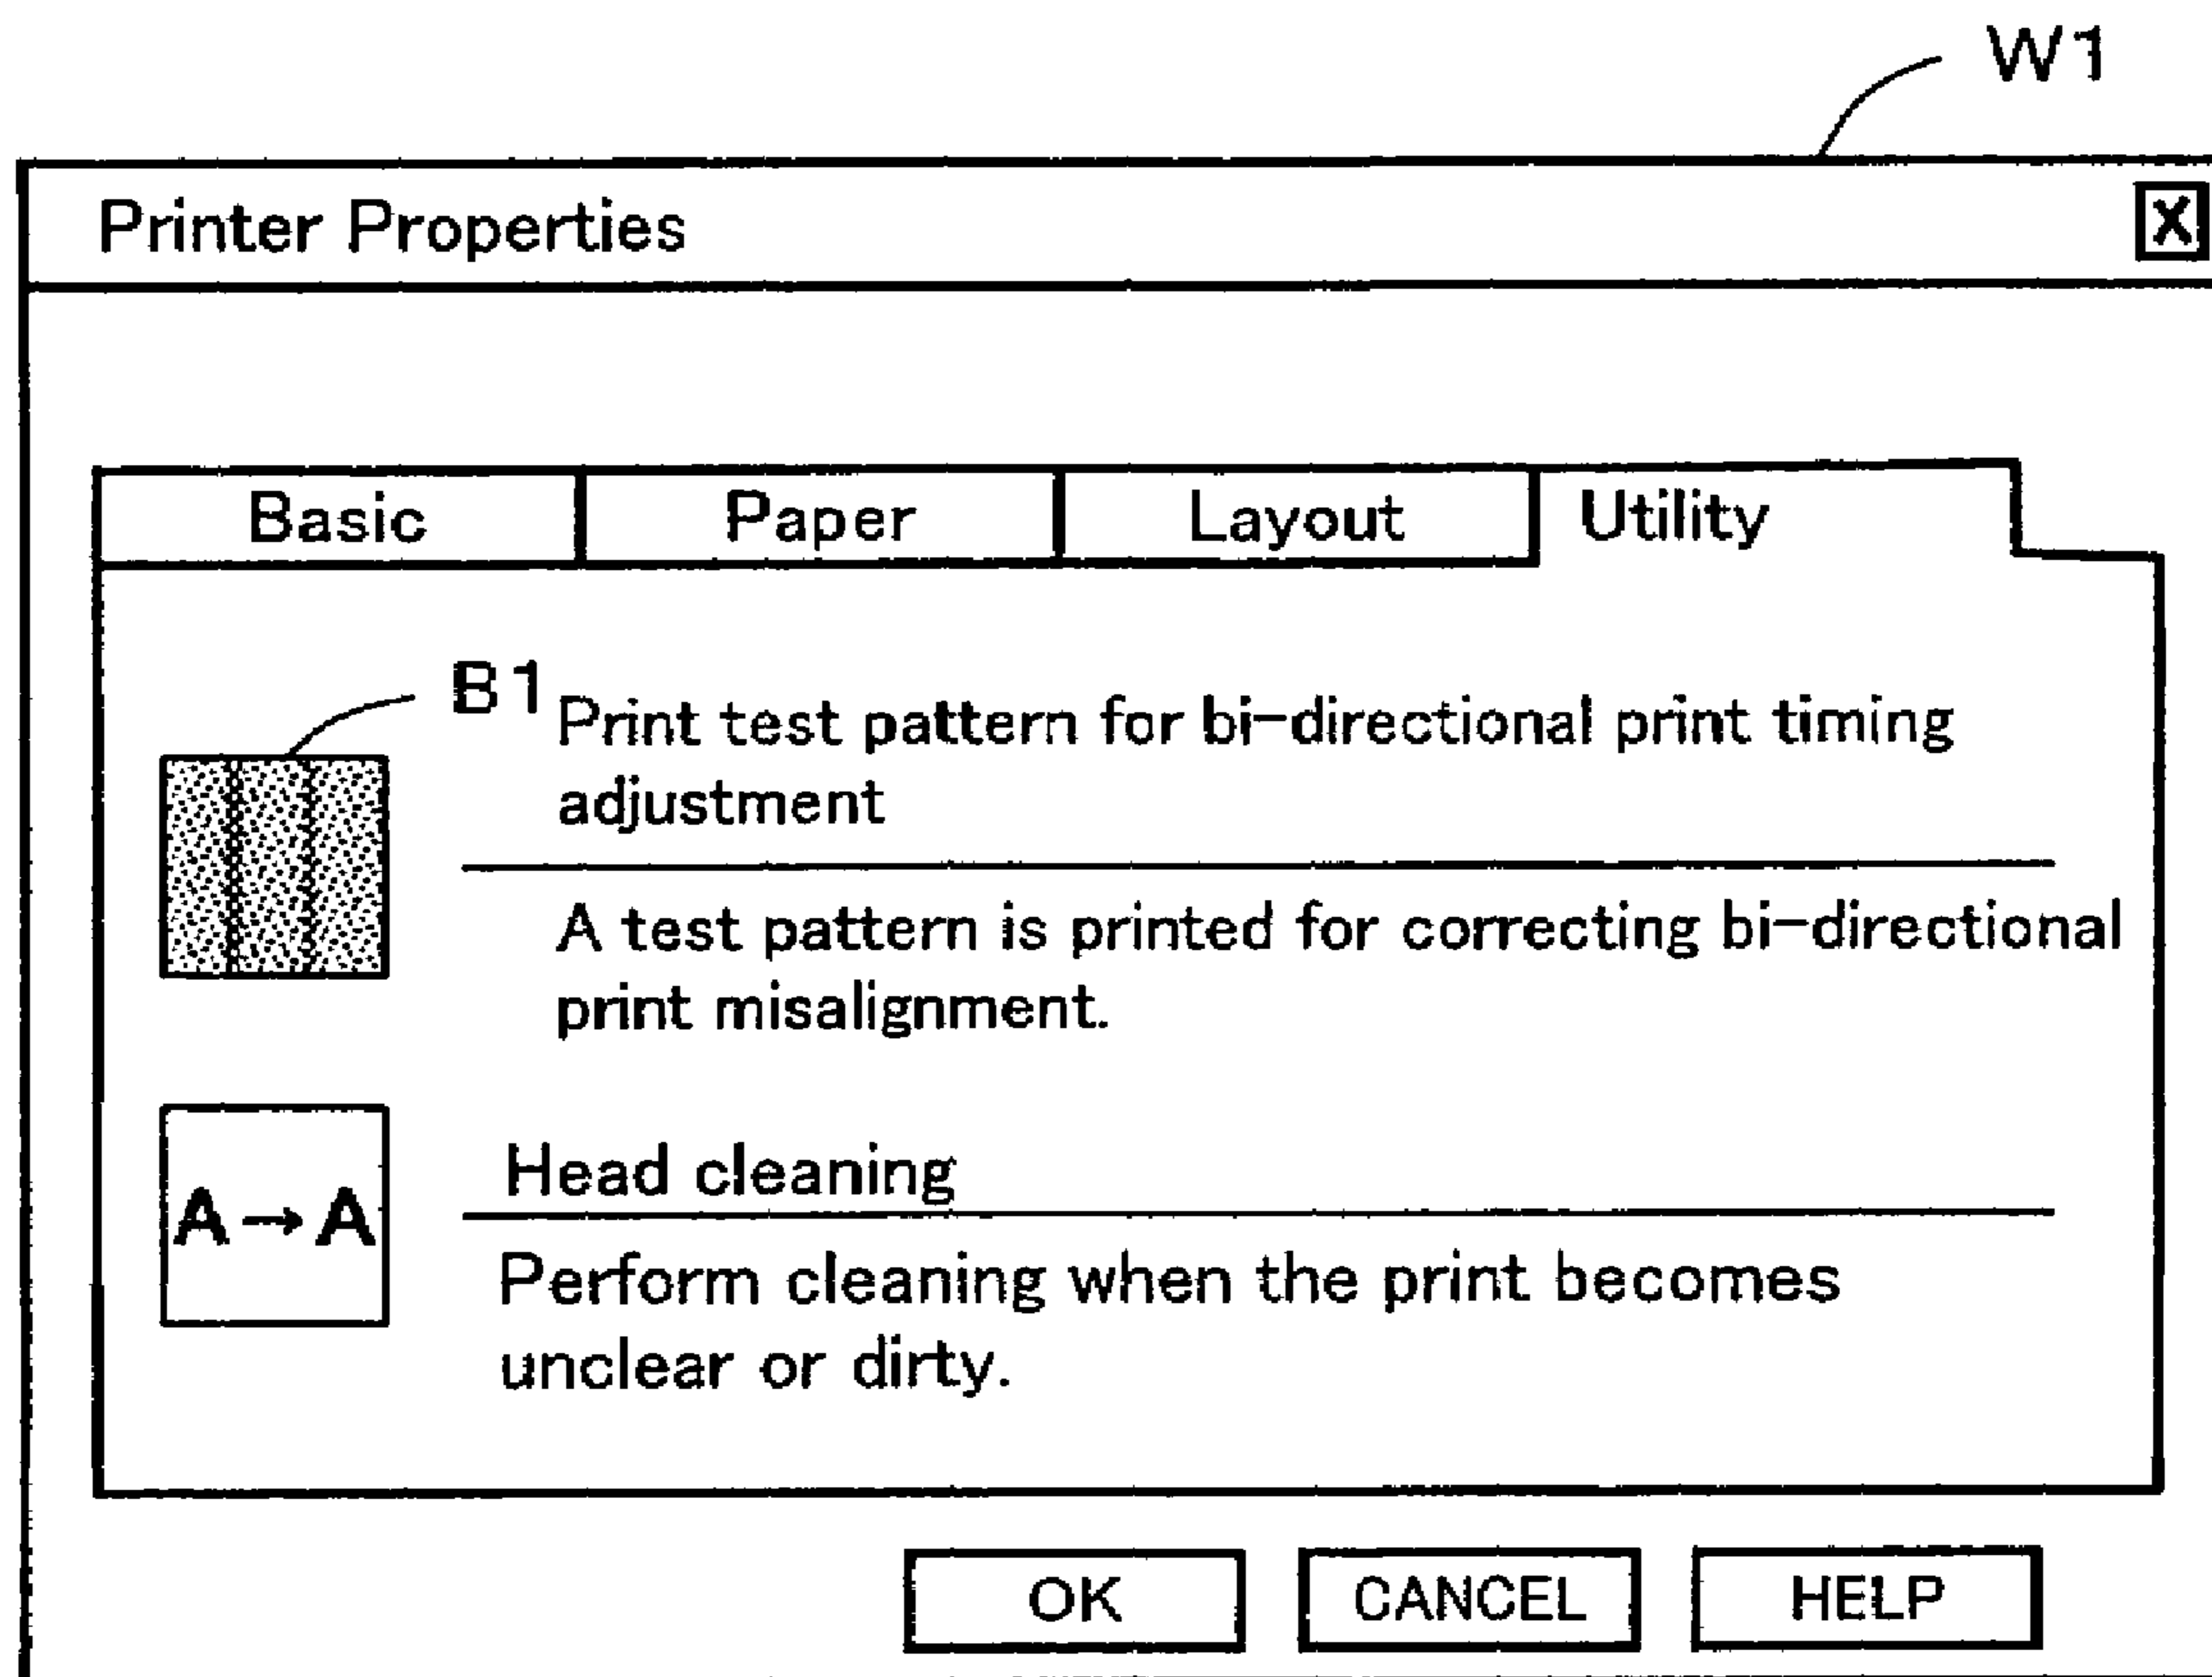 W1
Printer Properties X
Basic Paper Layout Utility
B1
Print test pattern for bi-directional print timing
adjustment
A test pattern is printed for correcting bi-directional
print misalignment.
A→A
Head cleaning
Perform cleaning when the print becomes
unclear or dirty.
OK CANCEL HELP